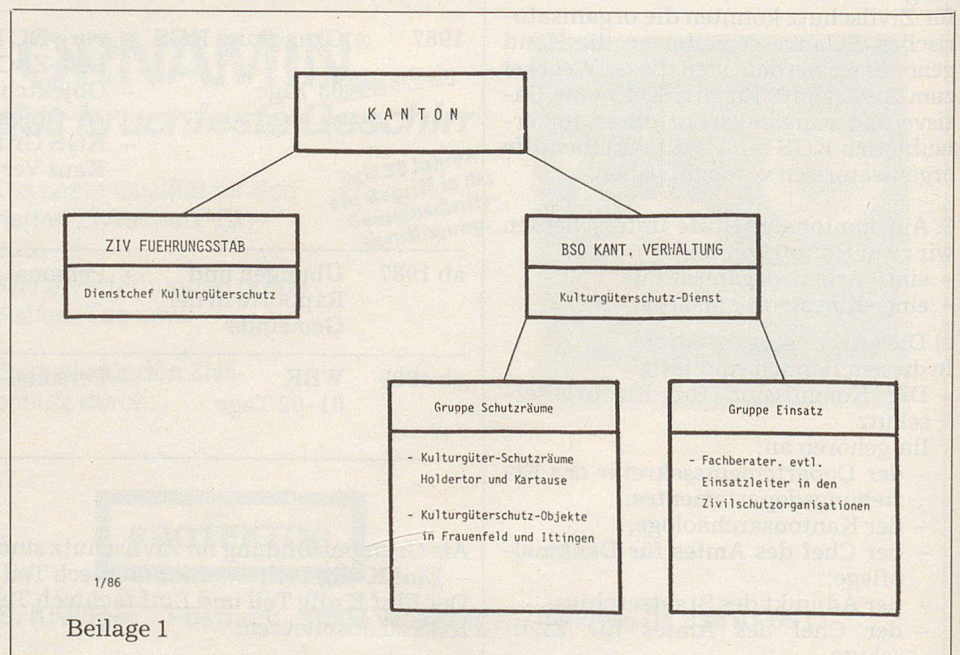 KANTON
ZIV FUEHRUNGSSTAB
Dienstchef Kulturgüterschutz
BSO KANT. VERWALTUNG
Kulturgüterschutz-Dienst
Gruppe Schutzräume
- Kulturgüter-Schutzräume
Holdertor und Kartause
- Kulturgüterschutz-Objekte
in Frauenfeld und Ittingen
Gruppe Einsatz
- Fachberater. evtl.
Einsatzleiter in den
Zivilschutzorganisationen
1/86
Beilage 1